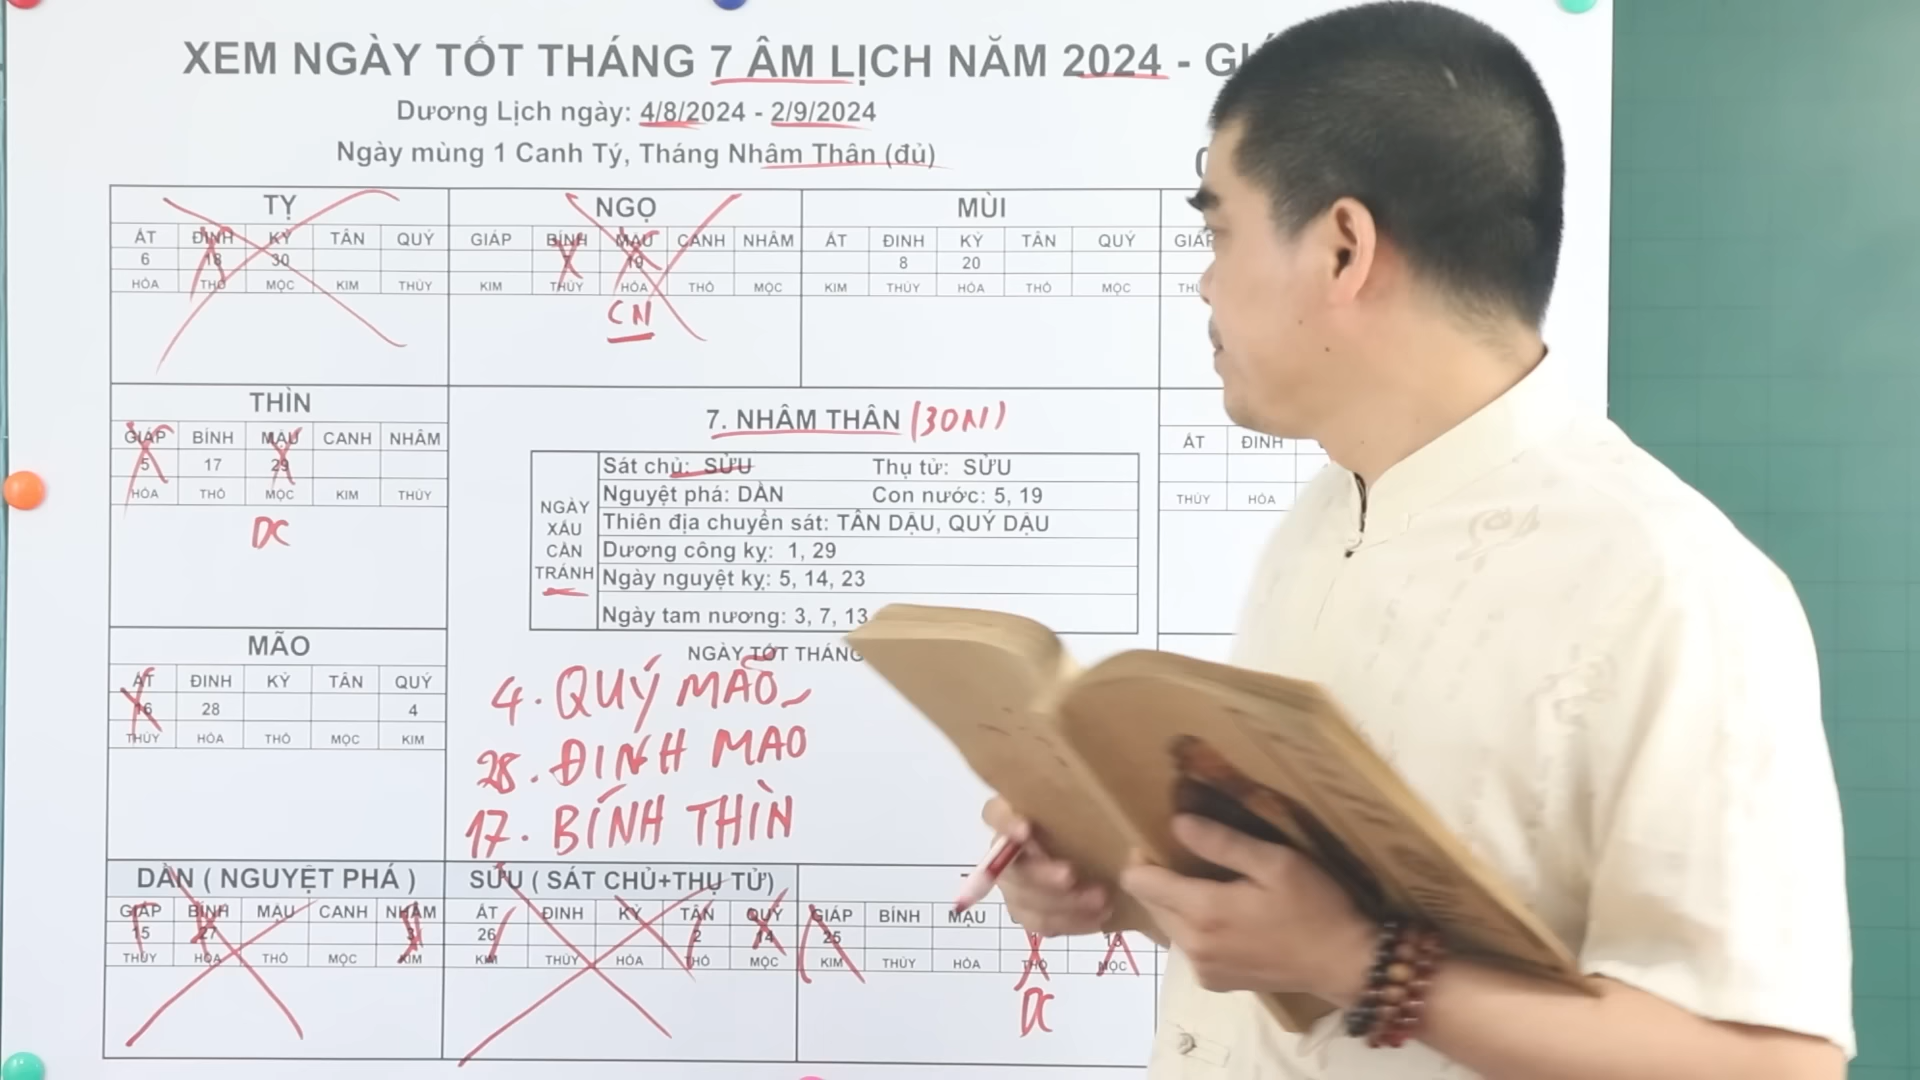 XEM NGÀY TỐT THÁNG 7 ÂM LỊCH NĂM 2024 -
Dương Lịch ngày: 4/8/2024 - 2/9/2024
Ngày mùng 1 Canh Tý, Tháng Nhâm Thân (đủ)
TỴ
ẤT ĐINH KỶ TÂN QUÝ
6 18 30
HỎA THỔ MỘC KIM THỦY
NGỌ
GIÁP BÍNH MẬU CANH NHÂM
7 19
KIM THỦY HỎA THỔ MỘC
CN
MÙI
ẤT ĐINH KỶ TÂN QUÝ
8 20
KIM THỦY HỎA THỔ MỘC
GIÁP
THÌN
GIÁP BÍNH MẬU CANH NHÂM
5 17 29
HỎA THỔ MỘC KIM THỦY
DC
7. NHÂM THÂN (30N)
NGÀY XẤU CẦN TRÁNH
Sát chủ: SỬU Thụ tử: SỬU
Nguyệt phá: DẦN Con nước: 5, 19
Thiên địa chuyển sát: TÂN DẬU, QUÝ DẬU
Dương công kỵ: 1, 29
Ngày nguyệt kỵ: 5, 14, 23
Ngày tam nương: 3, 7, 13
ẤT ĐINH
THỦY HỎA
MÃO
ẤT ĐINH KỶ TÂN QUÝ
16 28 4
THỦY HỎA THỔ MỘC KIM
NGÀY TỐT THÁNG
4. QUÝ MÃO
28. ĐINH MAO
17. BÍNH THÌN
DẦN ( NGUYỆT PHÁ )
GIÁP BÍNH MẬU CANH NHÂM
15 27 3
THỦY HỎA THỔ MỘC KIM
SỬU ( SÁT CHỦ+THỤ TỬ)
ẤT ĐINH KỶ TÂN QUÝ
26 2 14
KIM THỦY HỎA THỔ MỘC
GIÁP BÍNH MẬU
25 1 13
KIM THỦY HỎA THỔ MỘC
DC